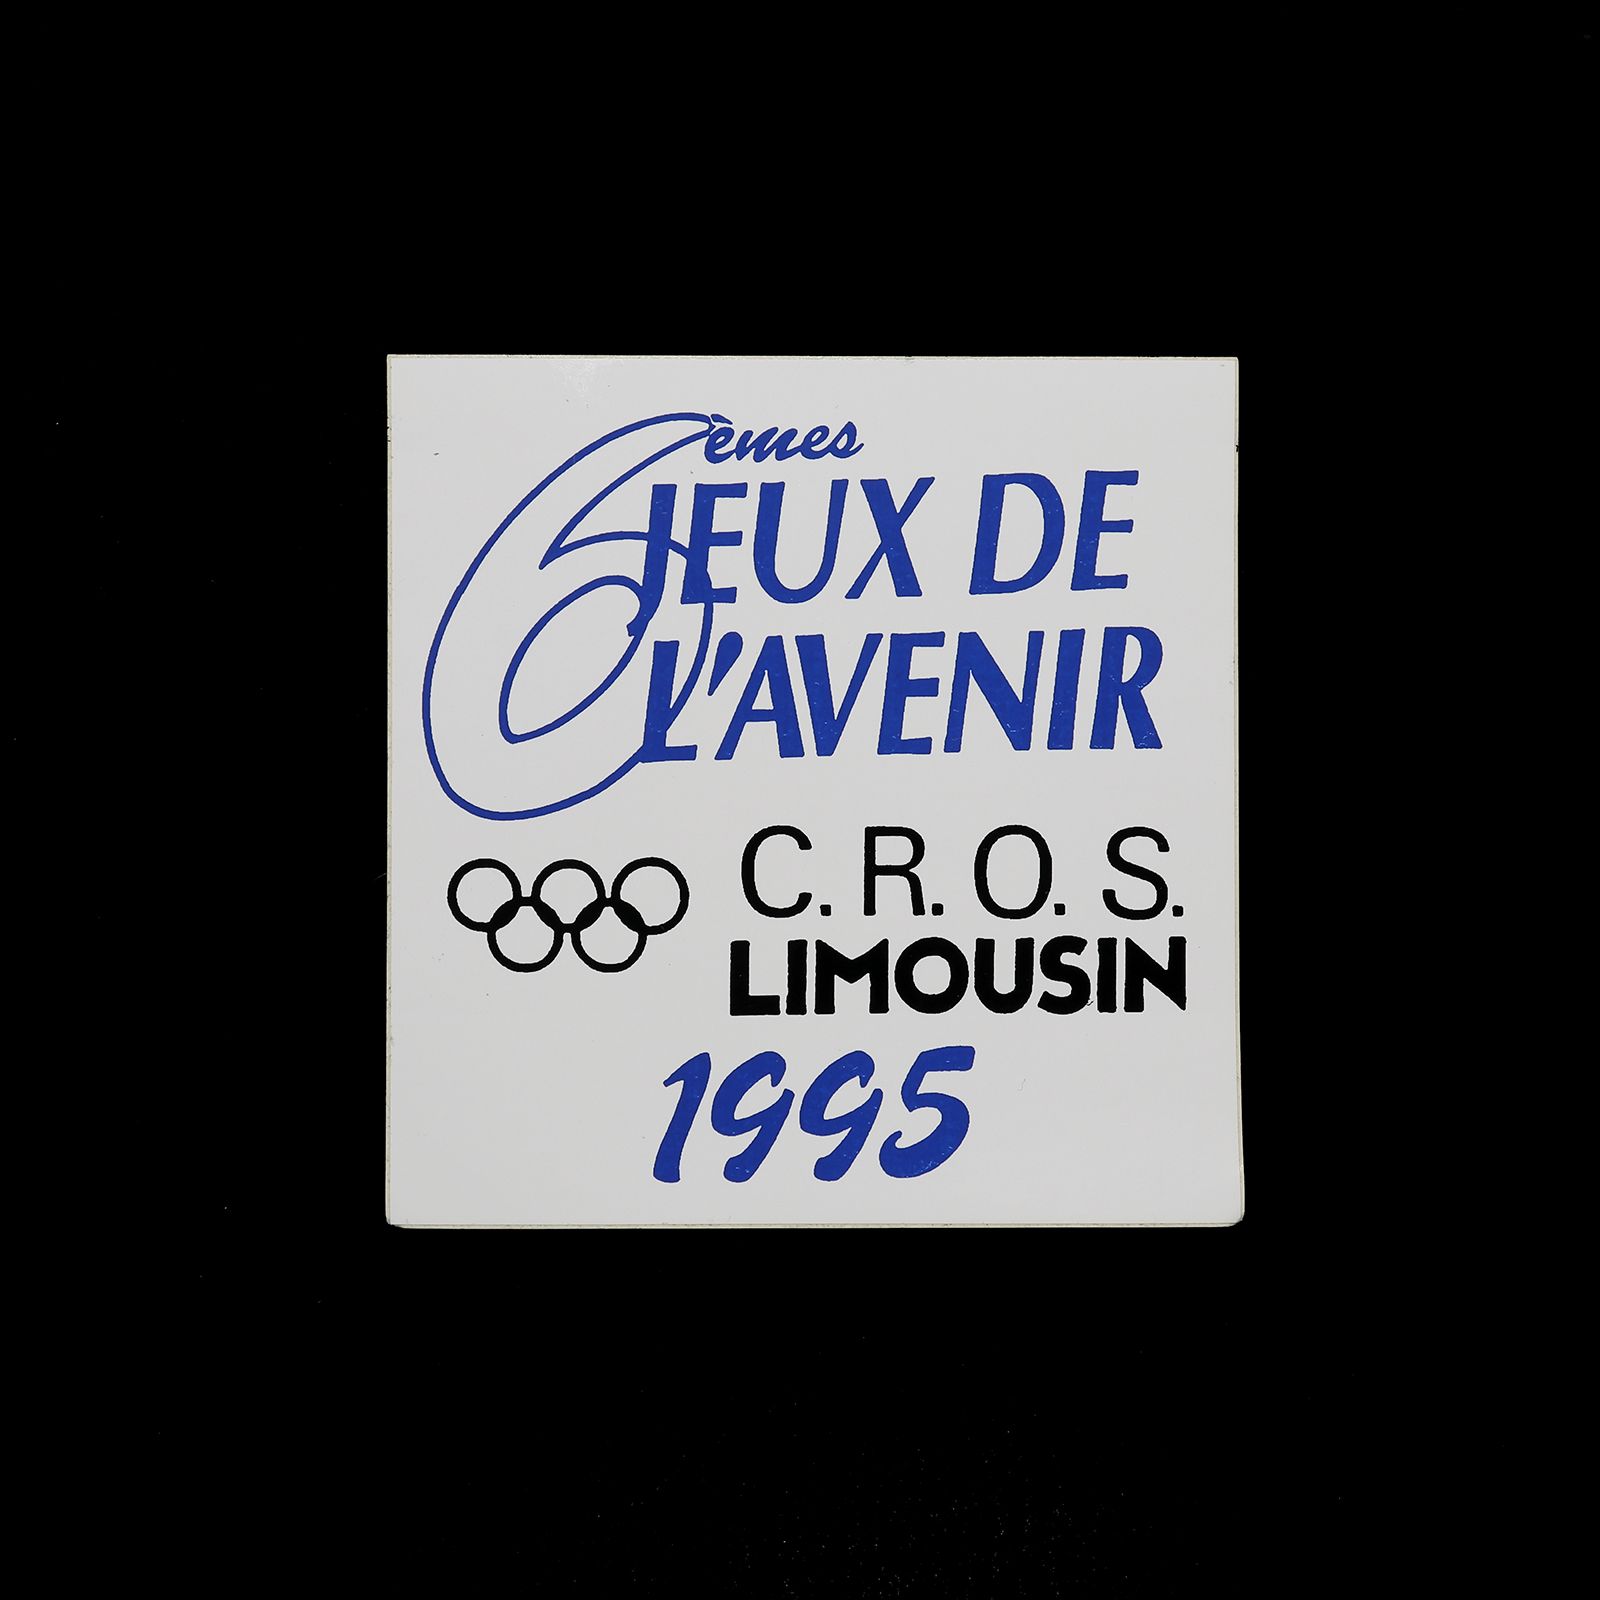 6èmes
JEUX DE
L'AVENIR
C.R.O.S.
LIMOUSIN
1995